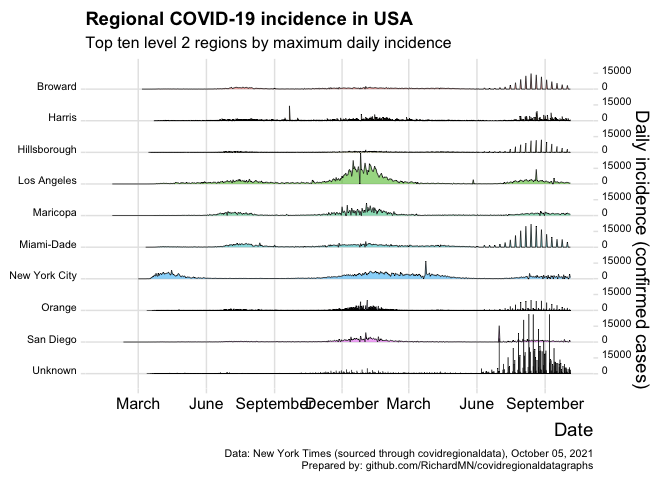 Regional COVID-19 incidence in USA
Top ten level 2 regions by maximum daily incidence
Broward
15000
0
Harris
15000
0
Hillsborough
15000
0
Los Angeles
15000
0
Maricopa
15000
0
Miami-Dade
15000
0
New York City
15000
0
Orange
15000
0
San Diego
15000
0
Unknown
15000
0
Daily incidence (confirmed cases)
March June September December March June September
Date
Data: New York Times (sourced through covidregionaldata), October 05, 2021
Prepared by: github.com/RichardMN/covidregionaldatagraphs